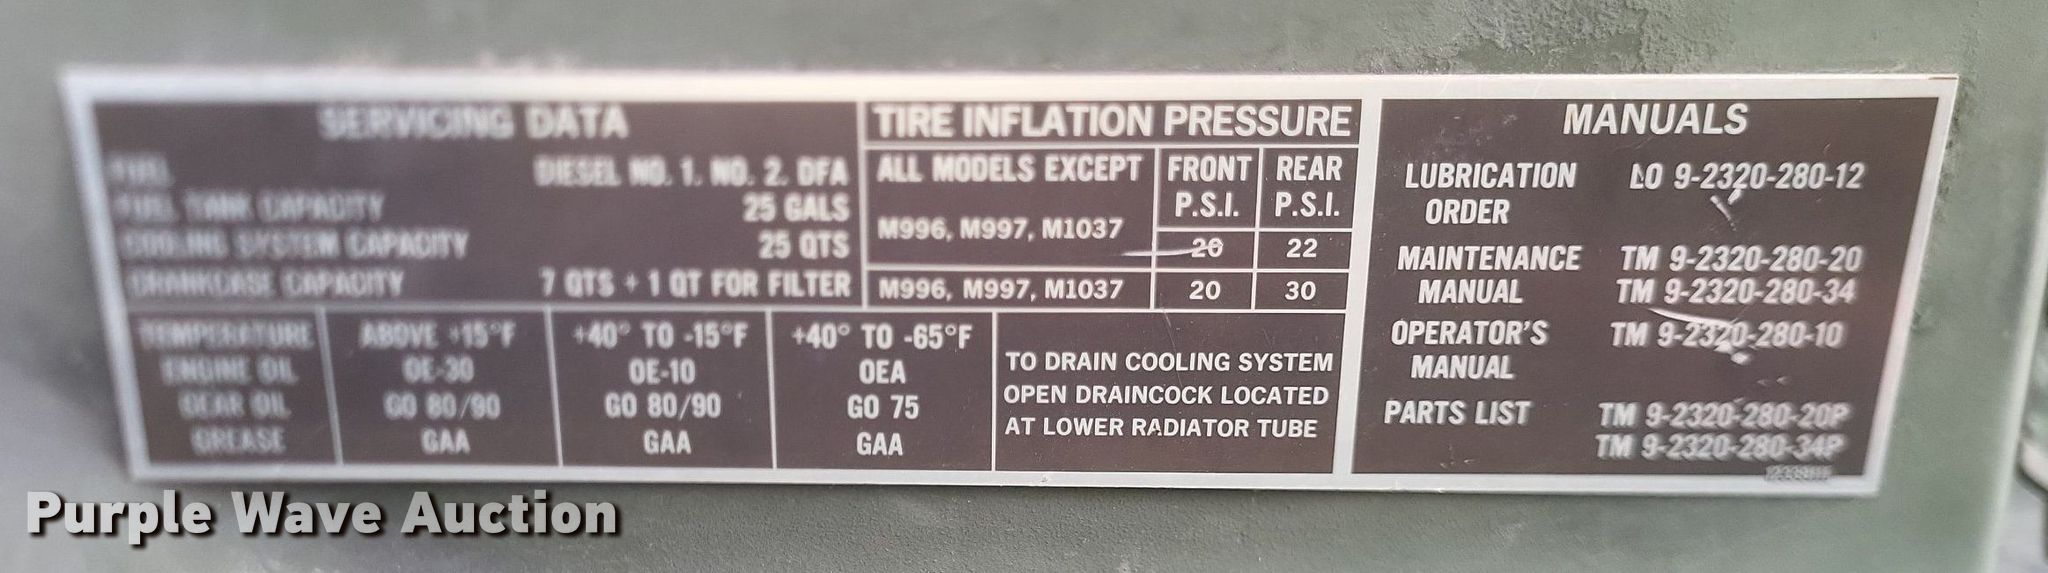 SERVICING DATA
FUEL DIESEL NO. 1. NO. 2. DFA
FUEL TANK CAPACITY 25 GALS
COOLING SYSTEM CAPACITY 25 QTS
CRANKCASE CAPACITY 7 QTS + 1 QT FOR FILTER
TEMPERATURE ABOVE +15°F +40° TO -15°F +40° TO -65°F
ENGINE OIL OE-30 OE-10 OEA
GEAR OIL GO 80/90 GO 80/90 GO 75
GREASE GAA GAA GAA
TIRE INFLATION PRESSURE
ALL MODELS EXCEPT
M996, M997, M1037
FRONT
P.S.I.
REAR
P.S.I.
20 22
M996, M997, M1037 20 30
TO DRAIN COOLING SYSTEM
OPEN DRAINCOCK LOCATED
AT LOWER RADIATOR TUBE
MANUALS
LUBRICATION LO 9-2320-280-12
ORDER
MAINTENANCE TM 9-2320-280-20
MANUAL TM 9-2320-280-34
OPERATOR'S TM 9-2320-280-10
MANUAL
PARTS LIST TM 9-2320-280-20P
TM 9-2320-280-34P
Purple Wave Auction